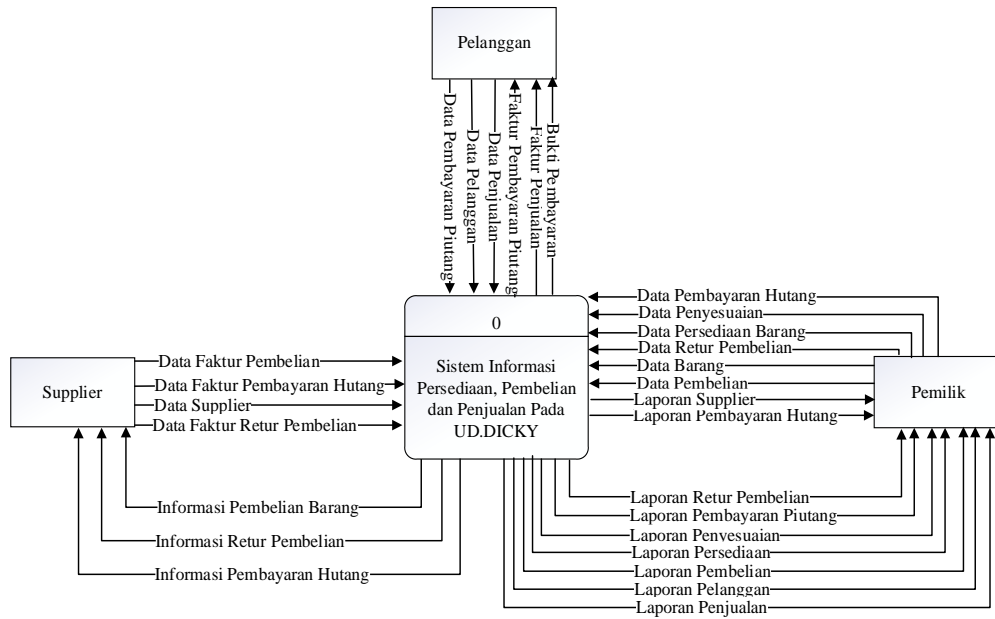 Pelanggan
Data Pembayaran Piutang
Data Pelanggan
Data Penjualan
Faktur Pembayaran Piutang
Faktur Penjualan
Bukti Pembayaran
0
Sistem Informasi
Persediaan, Pembelian
dan Penjualan Pada
UD.DICKY
Supplier
Data Faktur Pembelian
Data Faktur Pembayaran Hutang
Data Supplier
Data Faktur Retur Pembelian
Informasi Pembelian Barang
Informasi Retur Pembelian
Informasi Pembayaran Hutang
Data Pembayaran Hutang
Data Penyesuaian
Data Persediaan Barang
Data Retur Pembelian
Data Barang
Data Pembelian
Laporan Supplier
Laporan Pembayaran Hutang
Pemilik
Laporan Retur Pembelian
Laporan Pembayaran Piutang
Laporan Penyesuaian
Laporan Persediaan
Laporan Pembelian
Laporan Pelanggan
Laporan Penjualan